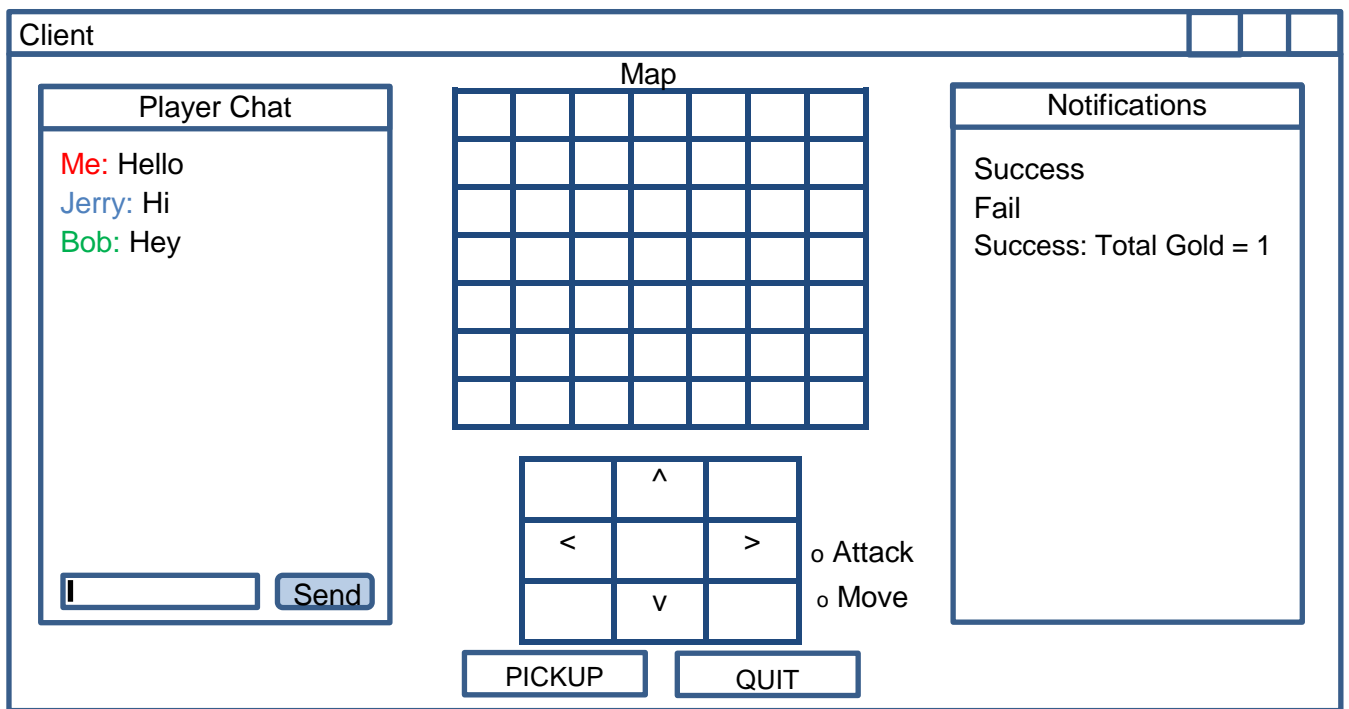 Client
Player Chat
Me: Hello
Jerry: Hi
Bob: Hey
Send
Map
^
< >
v
o Attack
o Move
PICKUP
QUIT
Notifications
Success
Fail
Success: Total Gold = 1